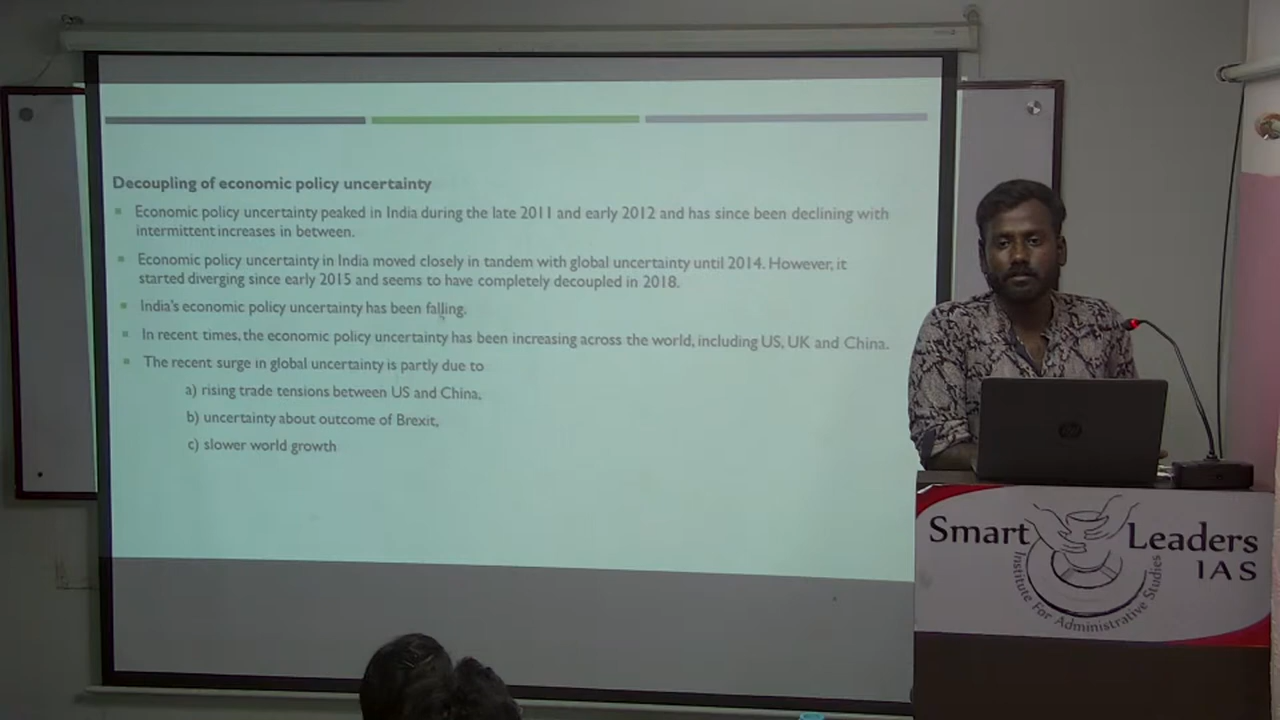 Decoupling of economic policy uncertainty
Economic policy uncertainty peaked in India during the late 2011 and early 2012 and has since been declining with
intermittent increases in between.
Economic policy uncertainty in India moved closely in tandem with global uncertainty until 2014. However, it
started diverging since early 2015 and seems to have completely decoupled in 2018.
India's economic policy uncertainty has been falling.
In recent times, the economic policy uncertainty has been increasing across the world, including US, UK and China.
The recent surge in global uncertainty is partly due to
a) rising trade tensions between US and China,
b) uncertainty about outcome of Brexit,
c) slower world growth
hp
Smart Leaders
IAS
Institute For Administrative Studies